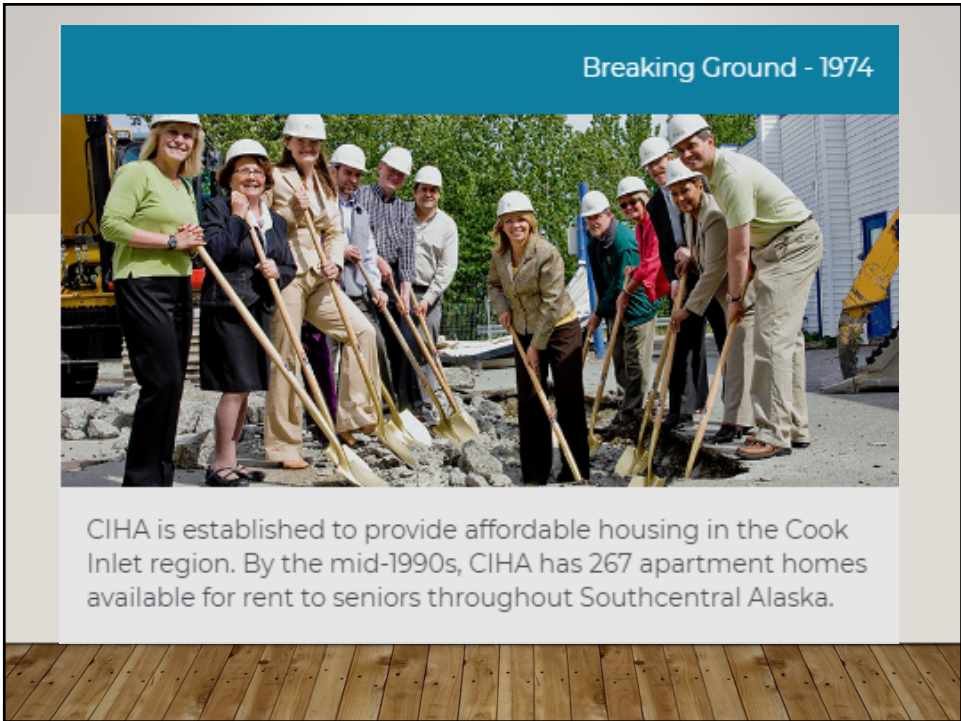 Breaking Ground - 1974
CIHA is established to provide affordable housing in the Cook
Inlet region. By the mid-1990s, CIHA has 267 apartment homes
available for rent to seniors throughout Southcentral Alaska.